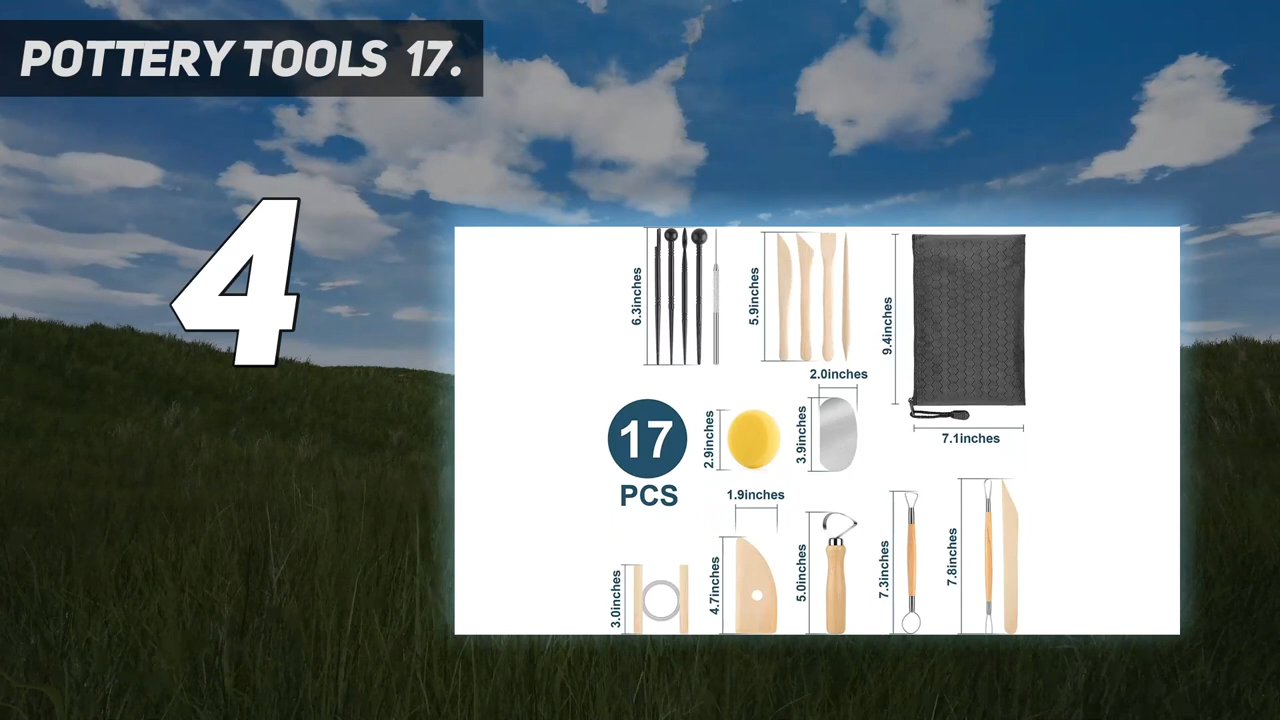 POTTERY TOOLS 17.
4
6.3inches
5.9inches
9.4inches
7.1inches
2.0inches
17
PCS
2.9inches
3.9inches
1.9inches
3.0inches
4.7inches
5.0inches
7.3inches
7.8inches